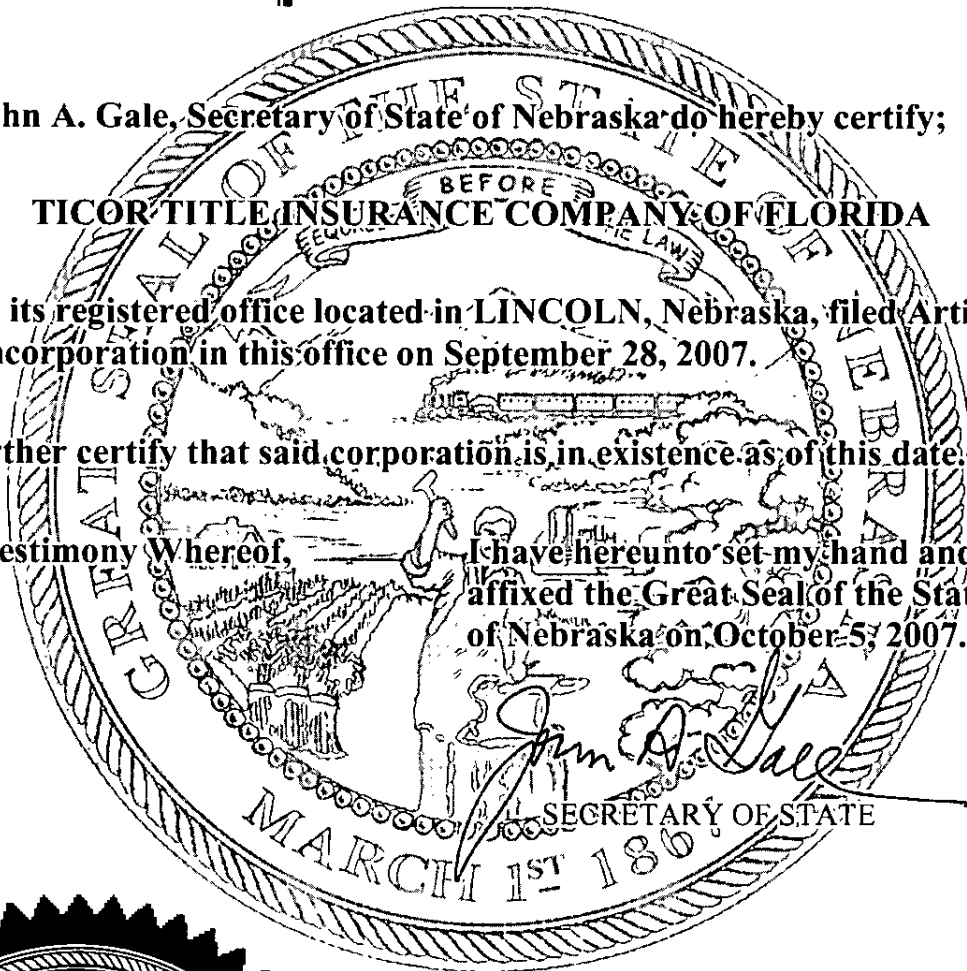 hn A. Gale, Secretary of State of Nebraska do hereby certify;
TICOR TITLE INSURANCE COMPANY OF FLORIDA
its registered office located in LINCOLN, Nebraska, filed Arti
ncorporation in this office on September 28, 2007.
rther certify that said corporation is in existence as of this date.
estimony Whereof,
I have hereunto set my hand and
affixed the Great Seal of the Stat
of Nebraska on October 5, 2007.
John A. Gale
SECRETARY OF STATE
GREAT SEAL OF THE STATE OF NEBRASKA
BEFORE
THE LAW
MARCH 1ST 186